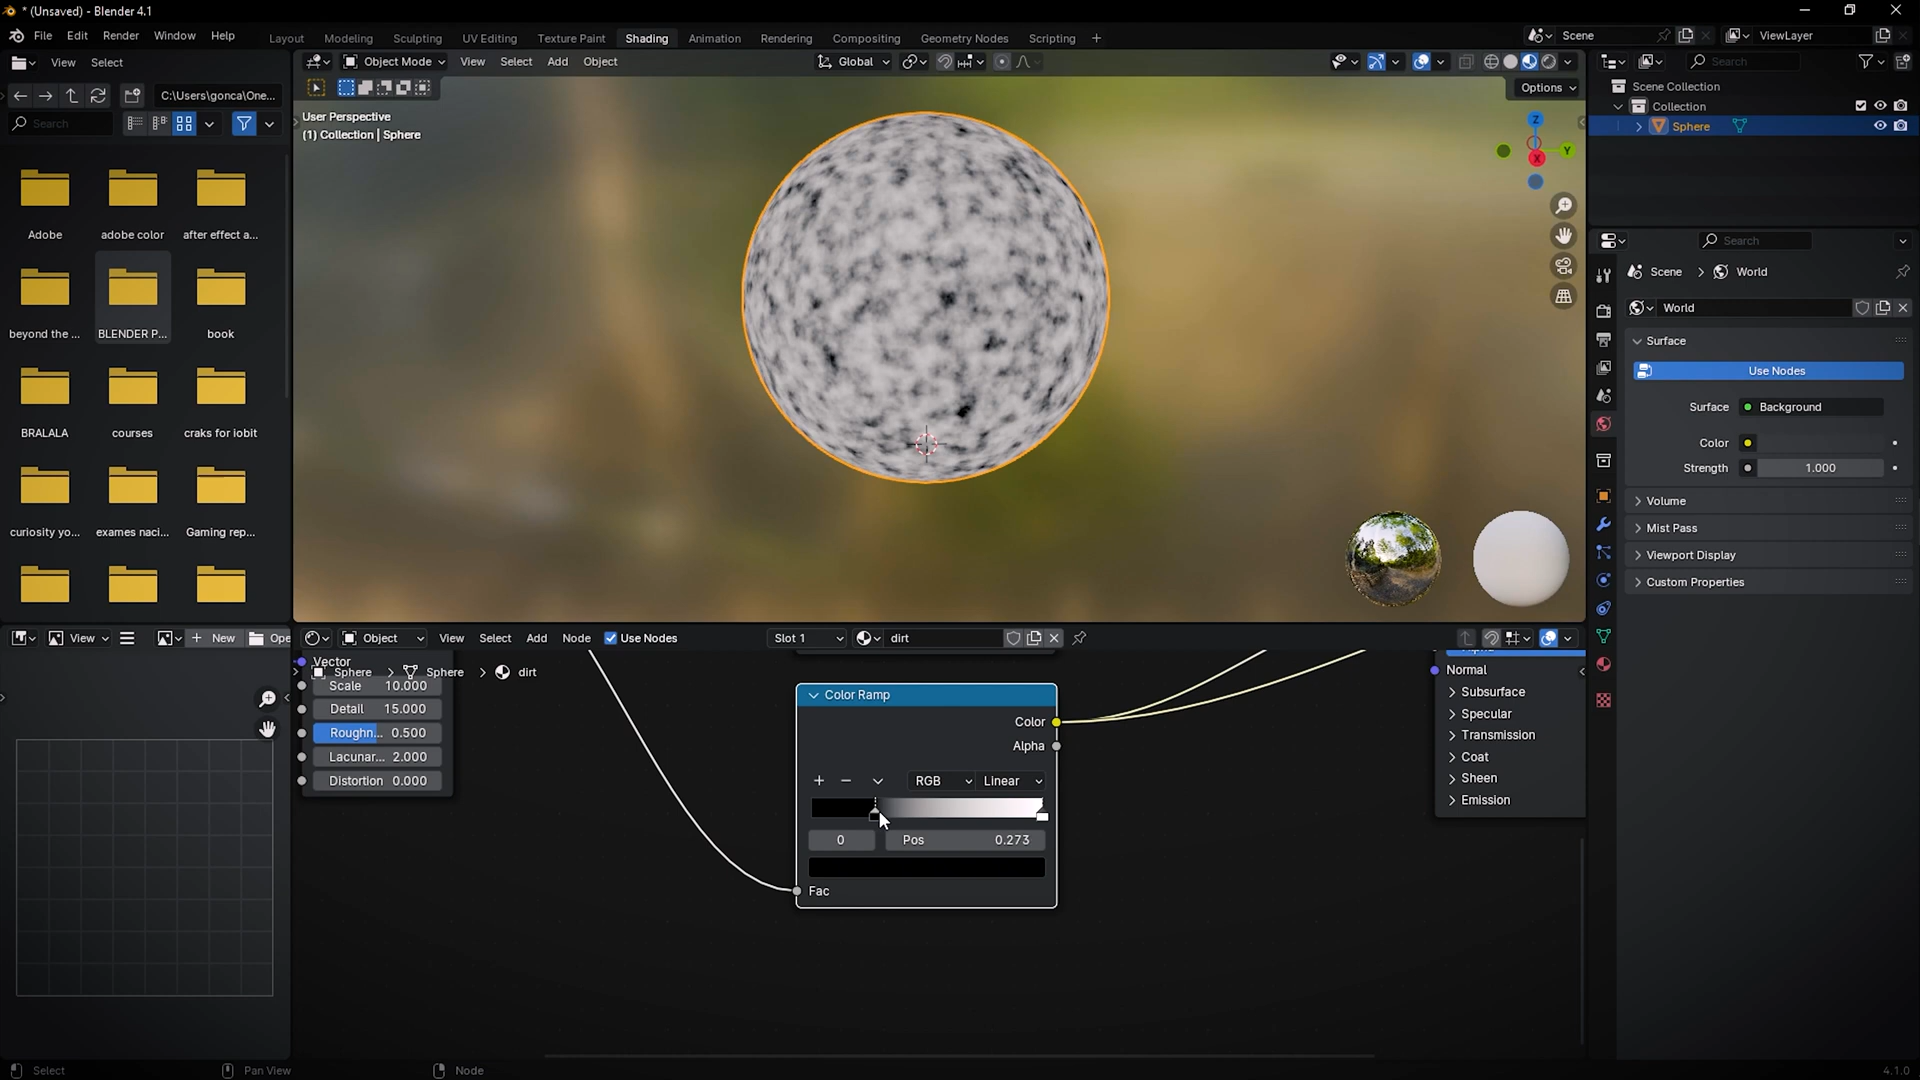 * (Unsaved) - Blender 4.1
File Edit Render Window Help
Layout Modeling Sculpting UV Editing Texture Paint Shading Animation Rendering Compositing Geometry Nodes Scripting +
Scene ViewLayer
View Select
Object Mode View Select Add Object Global
Search
C:\Users\gonca\One...
Options
Search
User Perspective
(1) Collection | Sphere
Scene Collection
Collection
Sphere
Z
Y
X
Adobe adobe color after effect a...
beyond the ... BLENDER P... book
BRALALA courses craks for iobit
curiosity yo... exames naci... Gaming rep...
Search
Scene > World
World
Surface
Use Nodes
Surface Background
Color
Strength 1.000
Volume
Mist Pass
Viewport Display
Custom Properties
View + New Ope
Object View Select Add Node Use Nodes Slot 1 dirt
Vector
Sphere > Sphere > dirt
Scale 10.000
Detail 15.000
Roughn... 0.500
Lacunar... 2.000
Distortion 0.000
Color Ramp
Color
Alpha
+ - RGB Linear
0 Pos 0.273
Fac
Normal
Subsurface
Specular
Transmission
Coat
Sheen
Emission
Select Pan View Node
4.1.0